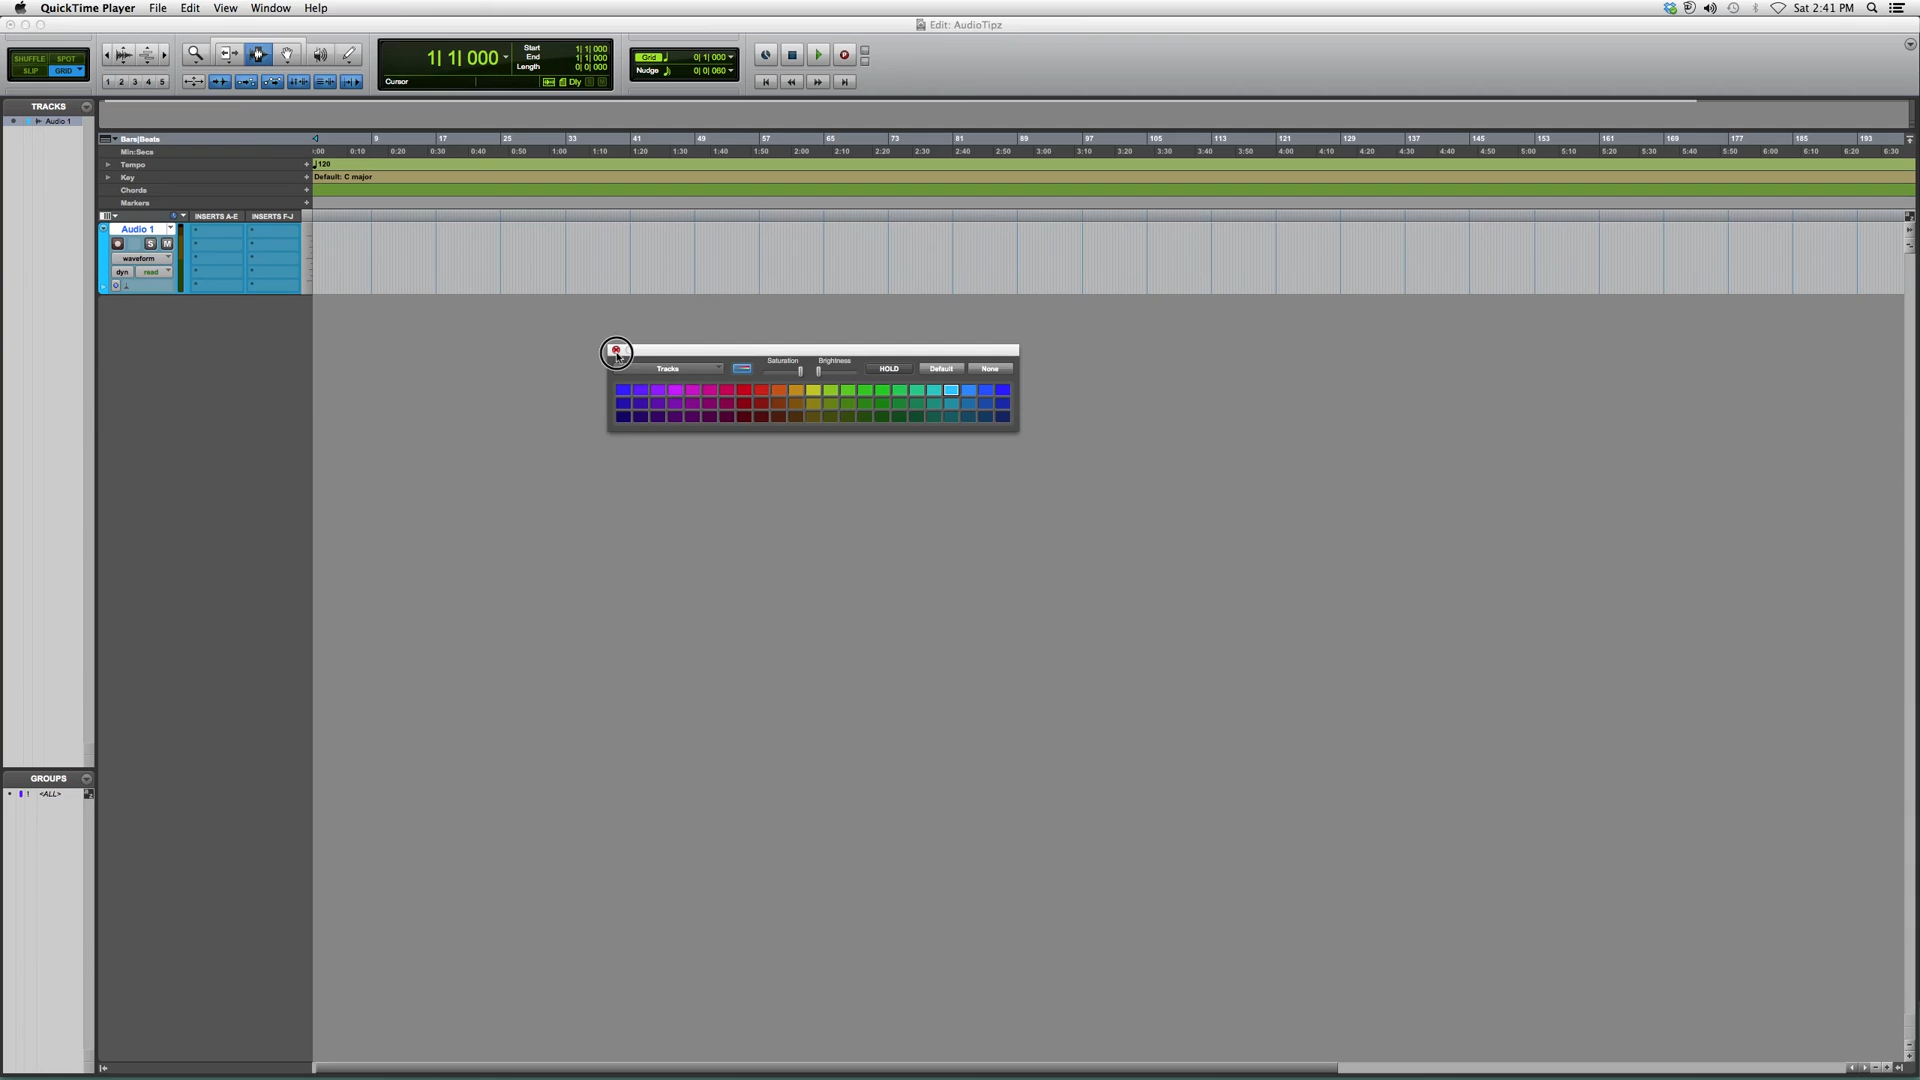 QuickTime Player File Edit View Window Help Sat 2:41 PM
Edit: AudioTipz
SHUFFLE SPOT
SLIP GRID
1 2 3 4 5
1| 1| 000
Start 1| 1| 000
End 1| 1| 000
Length 0| 0| 000
Cursor Dly
Grid 0| 1| 000
Nudge 0| 0| 060
TRACKS
Audio 1
Bars|Beats 9 17 25 33 41 49 57 65 73 81 89 97 105 113 121 129 137 145 153 161 169 177 185 193
Min:Secs :00 0:10 0:20 0:30 0:40 0:50 1:00 1:10 1:20 1:30 1:40 1:50 2:00 2:10 2:20 2:30 2:40 2:50 3:00 3:10 3:20 3:30 3:40 3:50 4:00 4:10 4:20 4:30 4:40 4:50 5:00 5:10 5:20 5:30 5:40 5:50 6:00 6:10 6:20 6:30
Tempo 120
Key Default: C major
Chords
Markers
INSERTS A-E INSERTS F-J
Audio 1
S M
waveform
dyn read
Saturation Brightness
Tracks HOLD Default None
GROUPS
! <ALL>